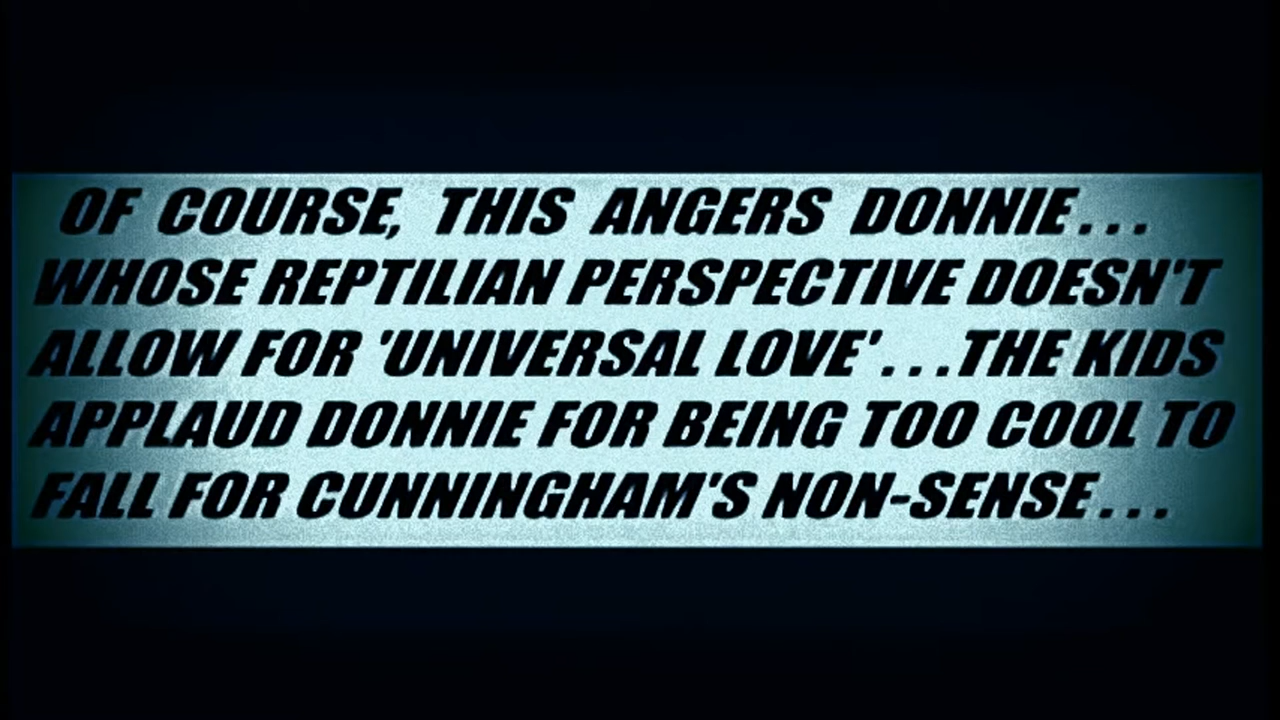 OF COURSE, THIS ANGERS DONNIE...
WHOSE REPTILIAN PERSPECTIVE DOESN'T
ALLOW FOR 'UNIVERSAL LOVE'...THE KIDS
APPLAUD DONNIE FOR BEING TOO COOL TO
FALL FOR CUNNINGHAM'S NON-SENSE...